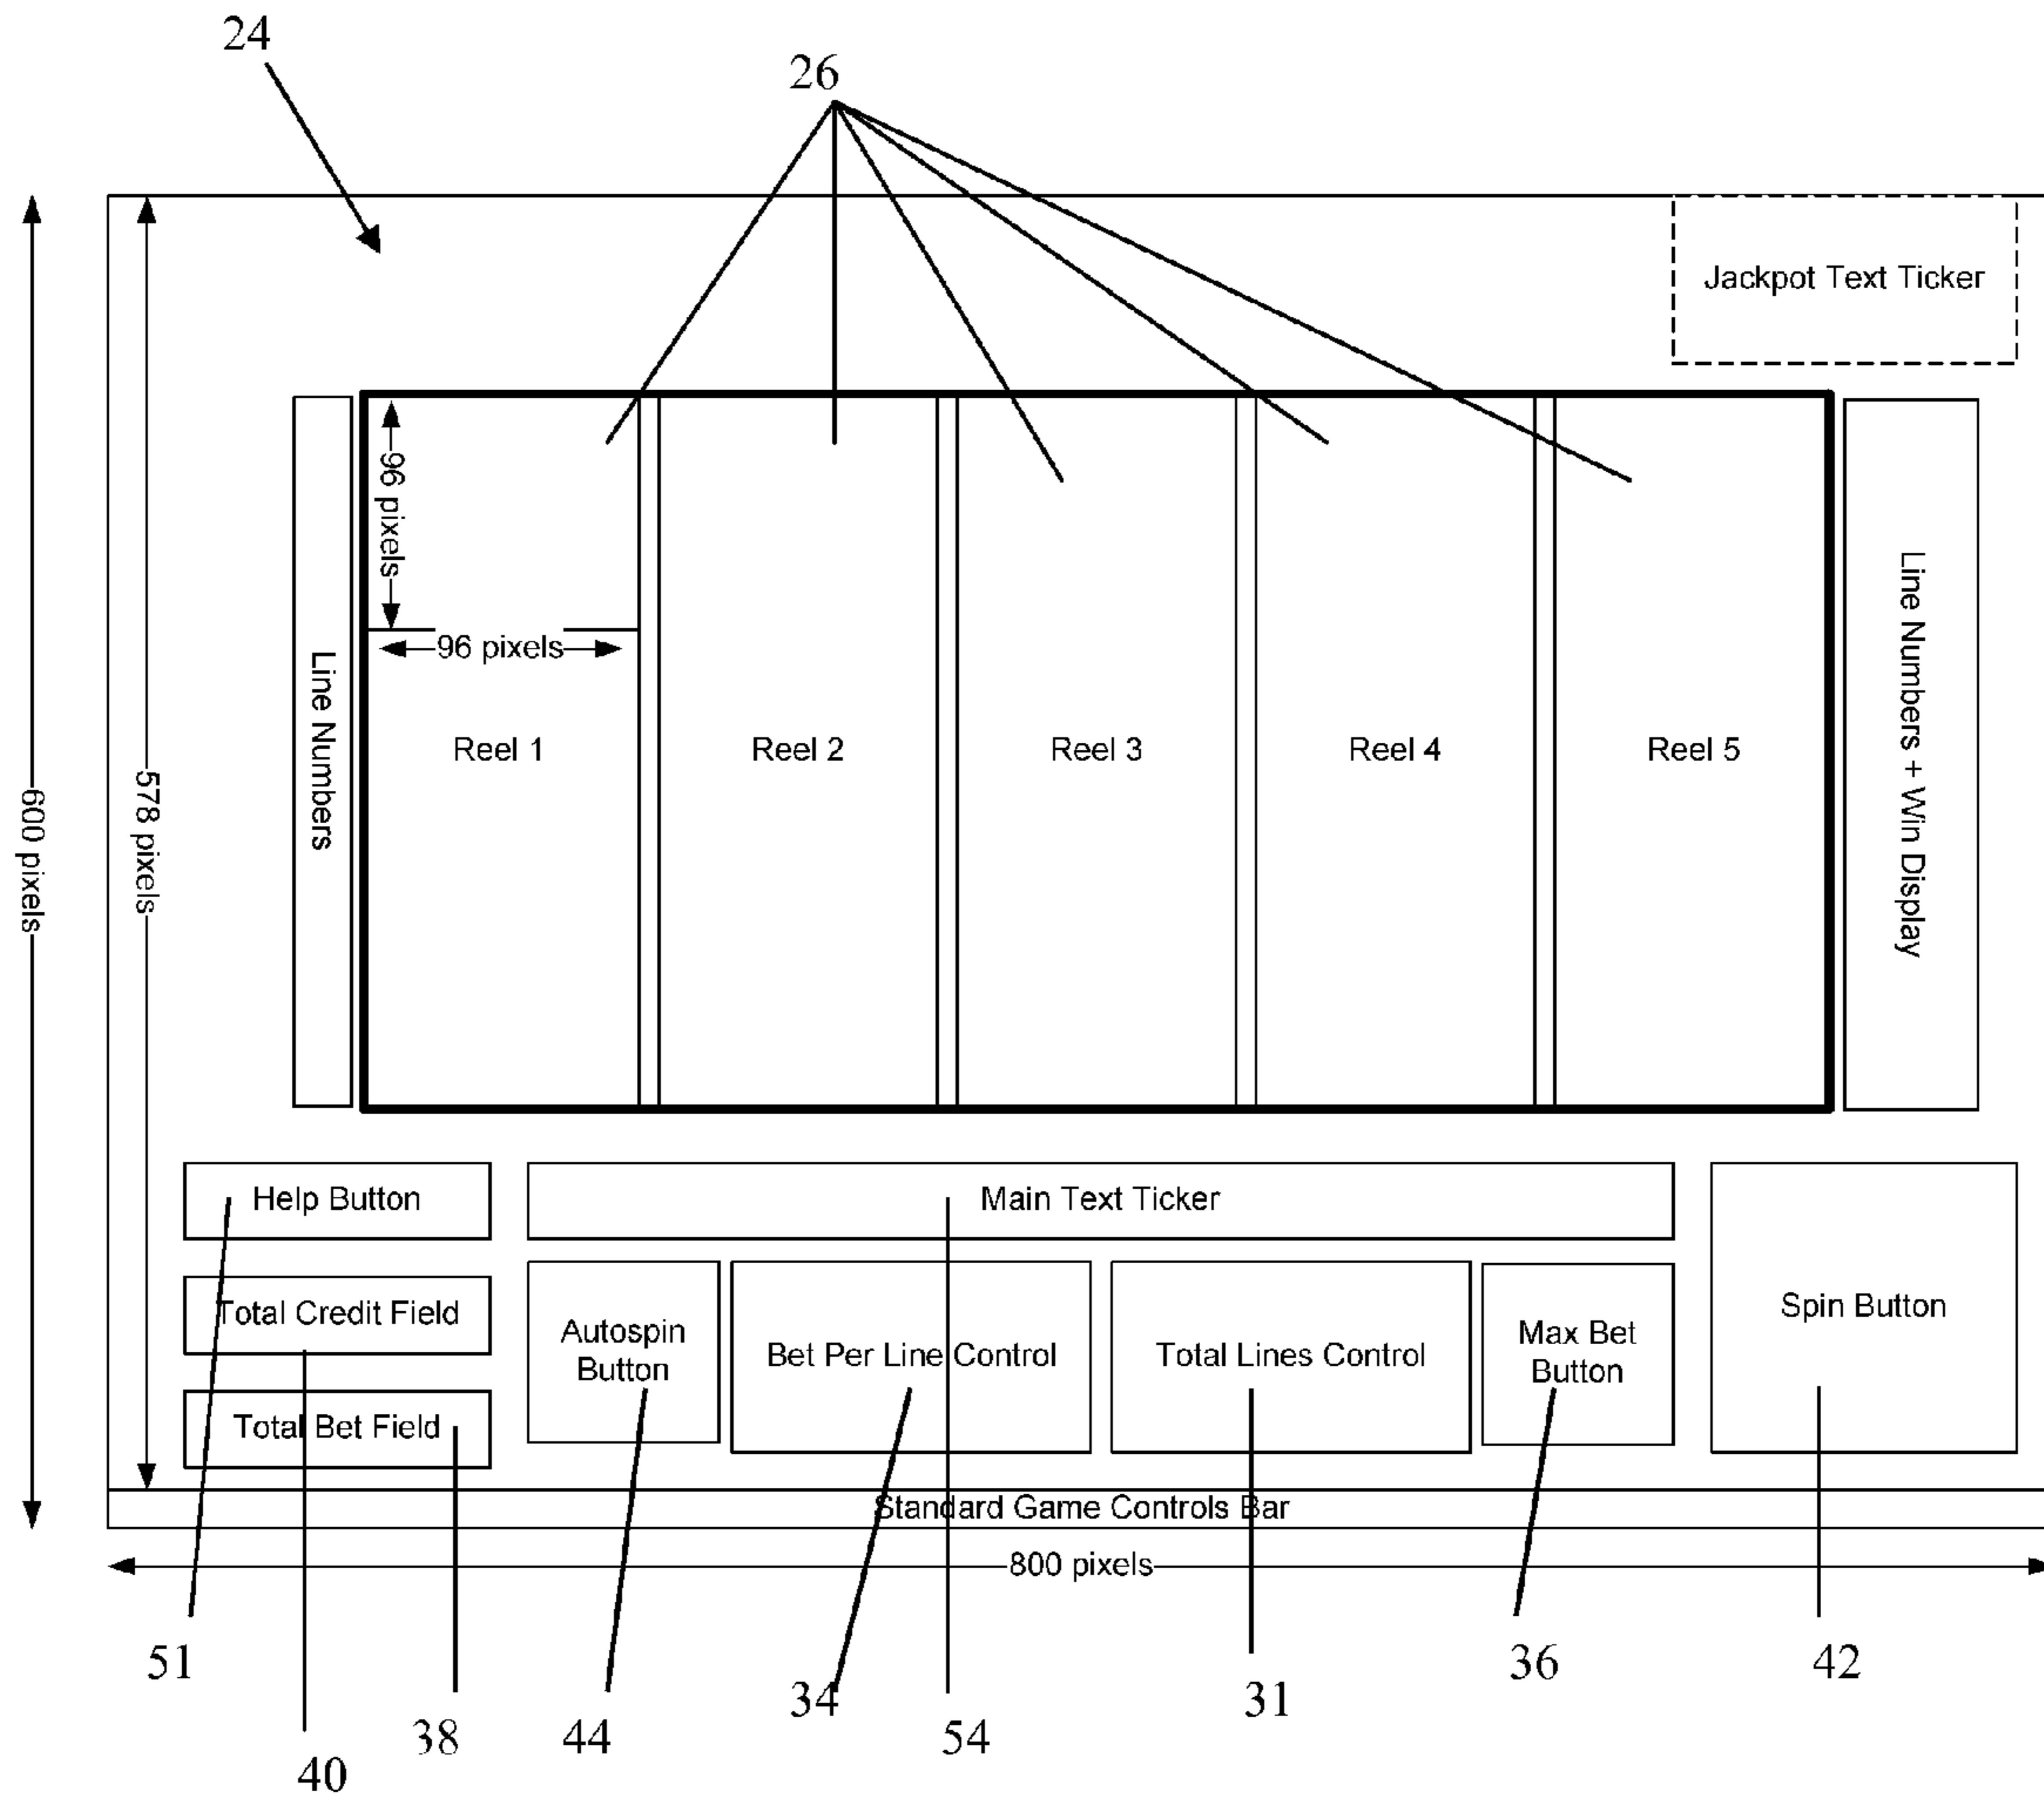 24
26
Jackpot Text Ticker
96 pixels
96 pixels
Line Numbers
Reel 1
Reel 2
Reel 3
Reel 4
Reel 5
Line Numbers + Win Display
600 pixels
578 pixels
Help Button
Main Text Ticker
Total Credit Field
Autospin
Button
Bet Per Line Control
Total Lines Control
Max Bet
Button
Spin Button
Total Bet Field
Standard Game Controls Bar
800 pixels
51
40
38
44
34
54
31
36
42